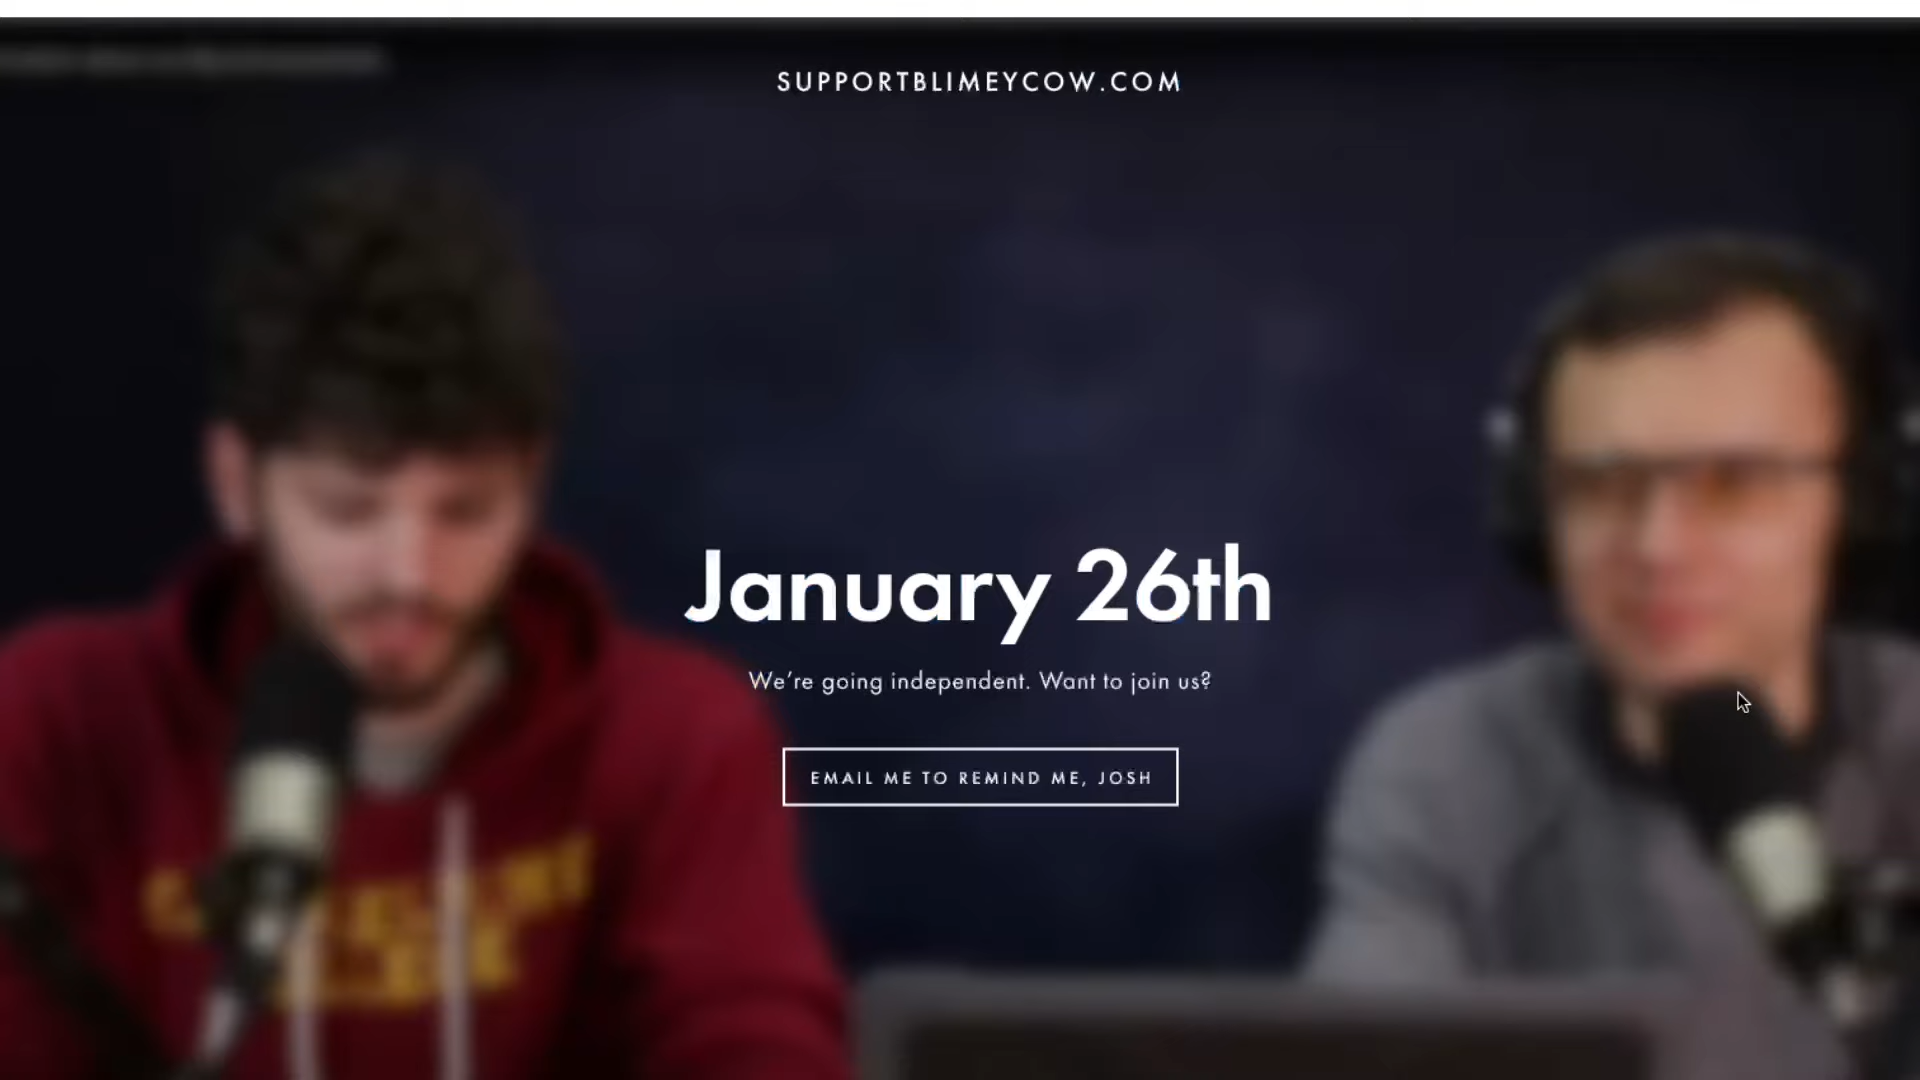 SUPPORTBLIMEYCOW.COM
January 26th
We're going independent. Want to join us?
EMAIL ME TO REMIND ME, JOSH